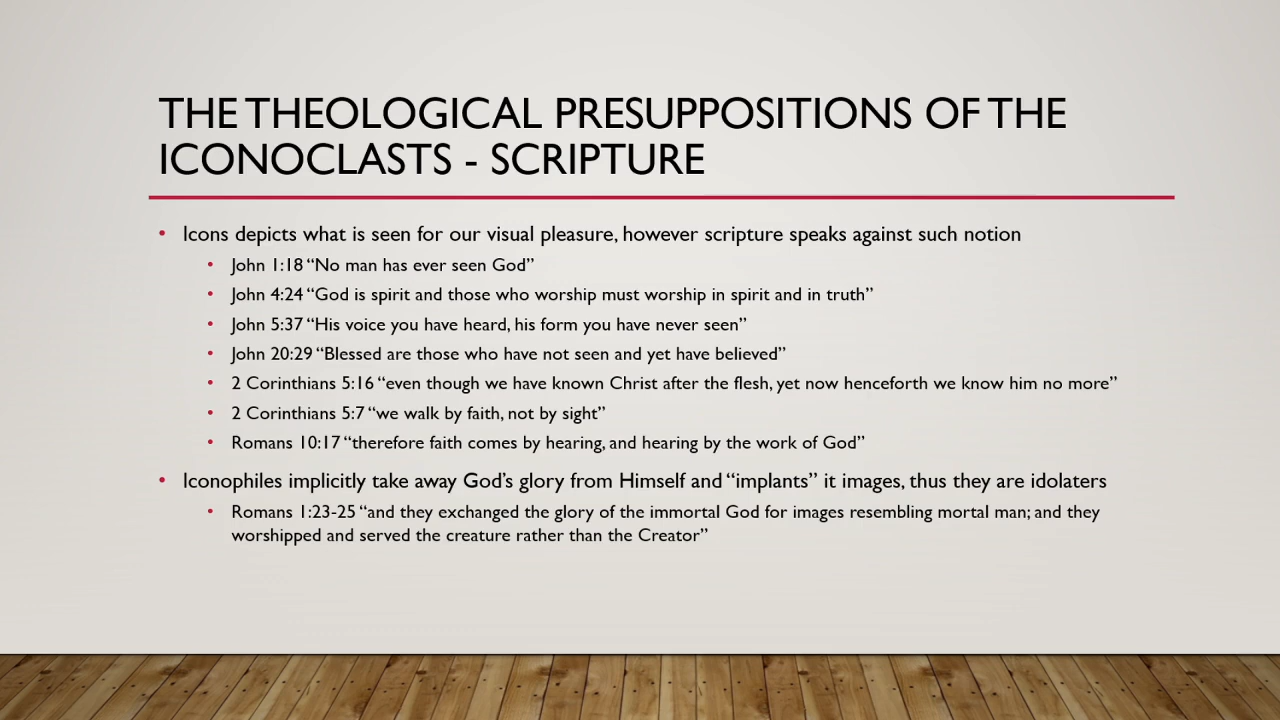 THE THEOLOGICAL PRESUPPOSITIONS OF THE
ICONOCLASTS - SCRIPTURE
• Icons depicts what is seen for our visual pleasure, however scripture speaks against such notion
• John 1:18 “No man has ever seen God”
• John 4:24 “God is spirit and those who worship must worship in spirit and in truth”
• John 5:37 “His voice you have heard, his form you have never seen”
• John 20:29 “Blessed are those who have not seen and yet have believed”
• 2 Corinthians 5:16 “even though we have known Christ after the flesh, yet now henceforth we know him no more”
• 2 Corinthians 5:7 “we walk by faith, not by sight”
• Romans 10:17 “therefore faith comes by hearing, and hearing by the work of God”
• Iconophiles implicitly take away God’s glory from Himself and “implants” it images, thus they are idolaters
• Romans 1:23-25 “and they exchanged the glory of the immortal God for images resembling mortal man; and they
worshipped and served the creature rather than the Creator”